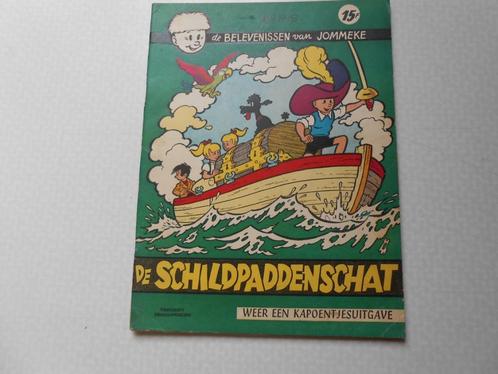 15F
de BELEVENISSEN van JOMMEKE
DE SCHILDPADDENSCHAT
WEER EEN KAPOENTJESUITGAVE